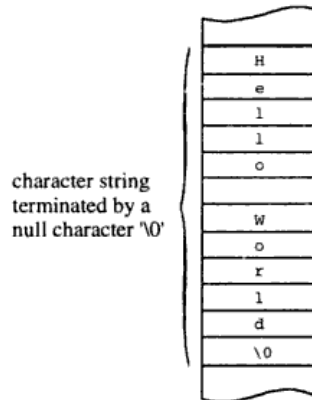 H
e
l
l
o
character string
terminated by a
null character '\0'
W
o
r
l
d
\0